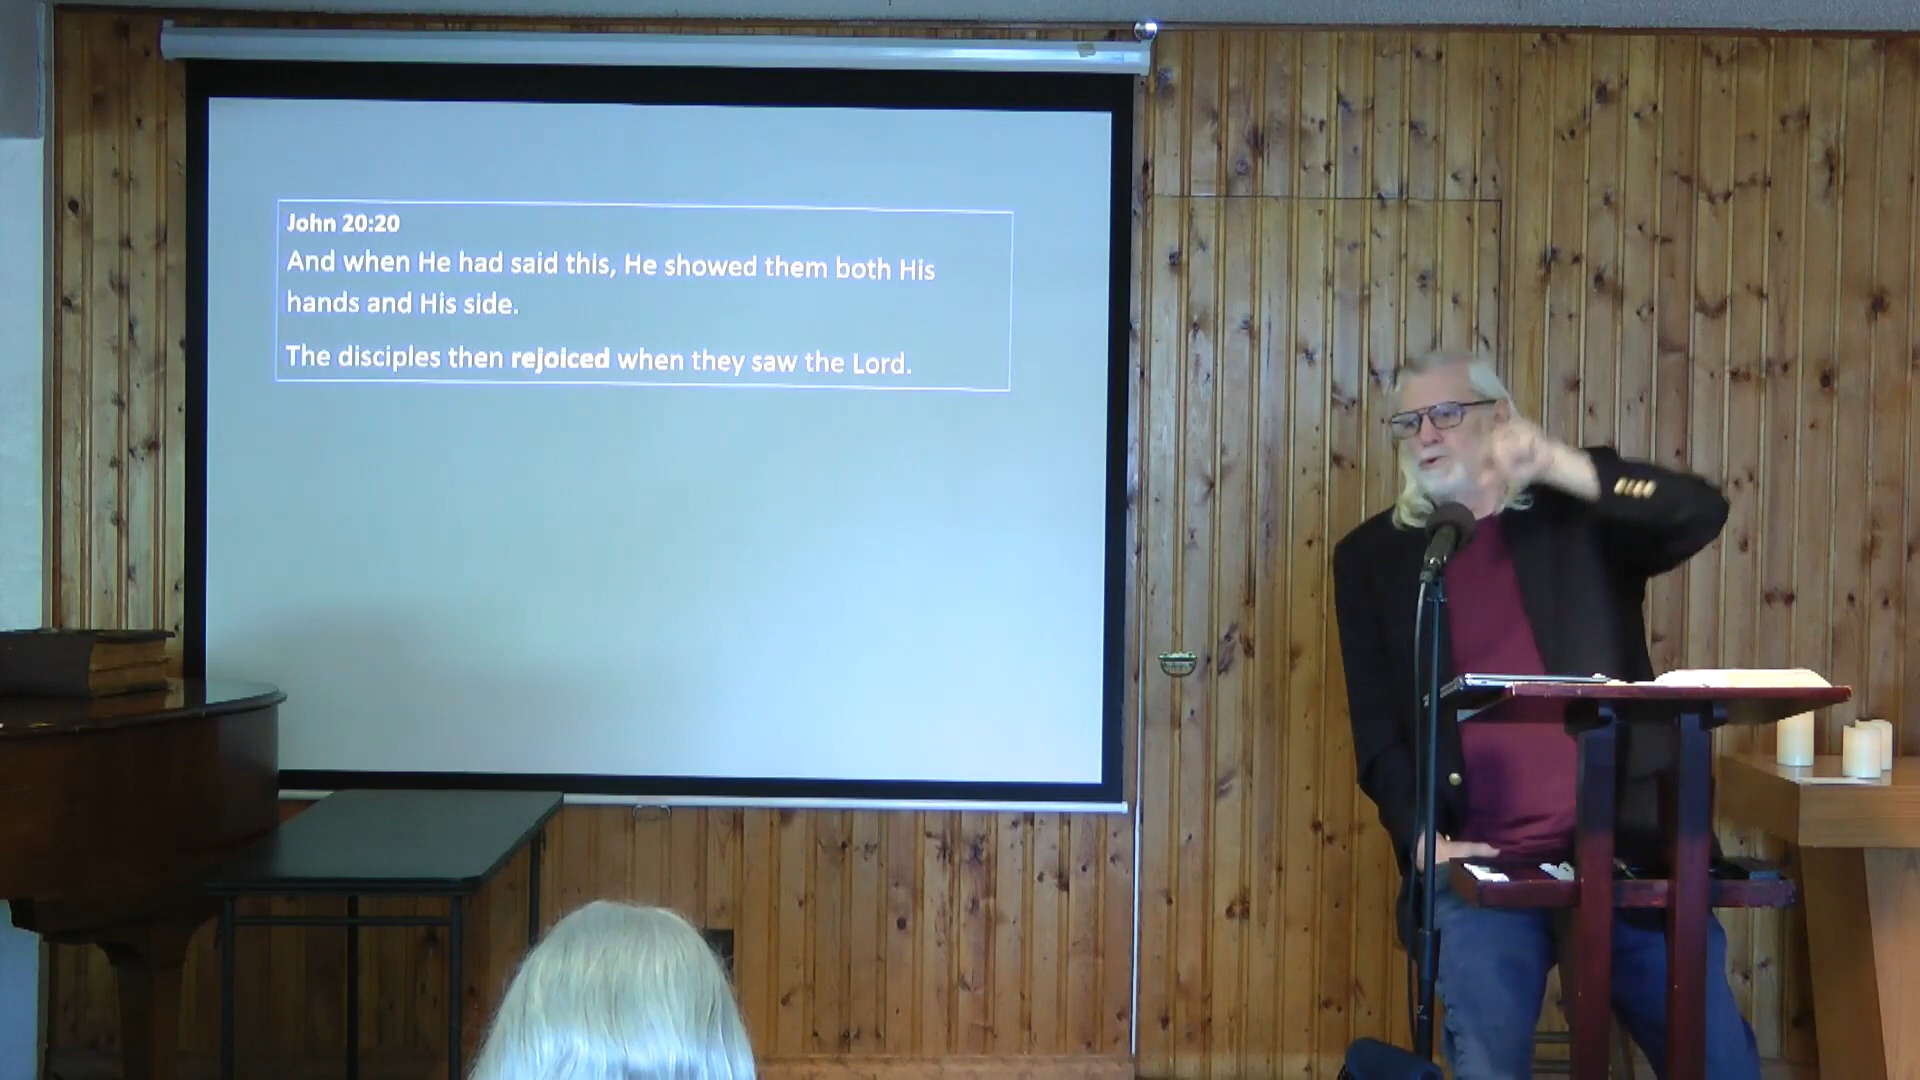 John 20:20
And when He had said this, He showed them both His
hands and His side.
The disciples then rejoiced when they saw the Lord.